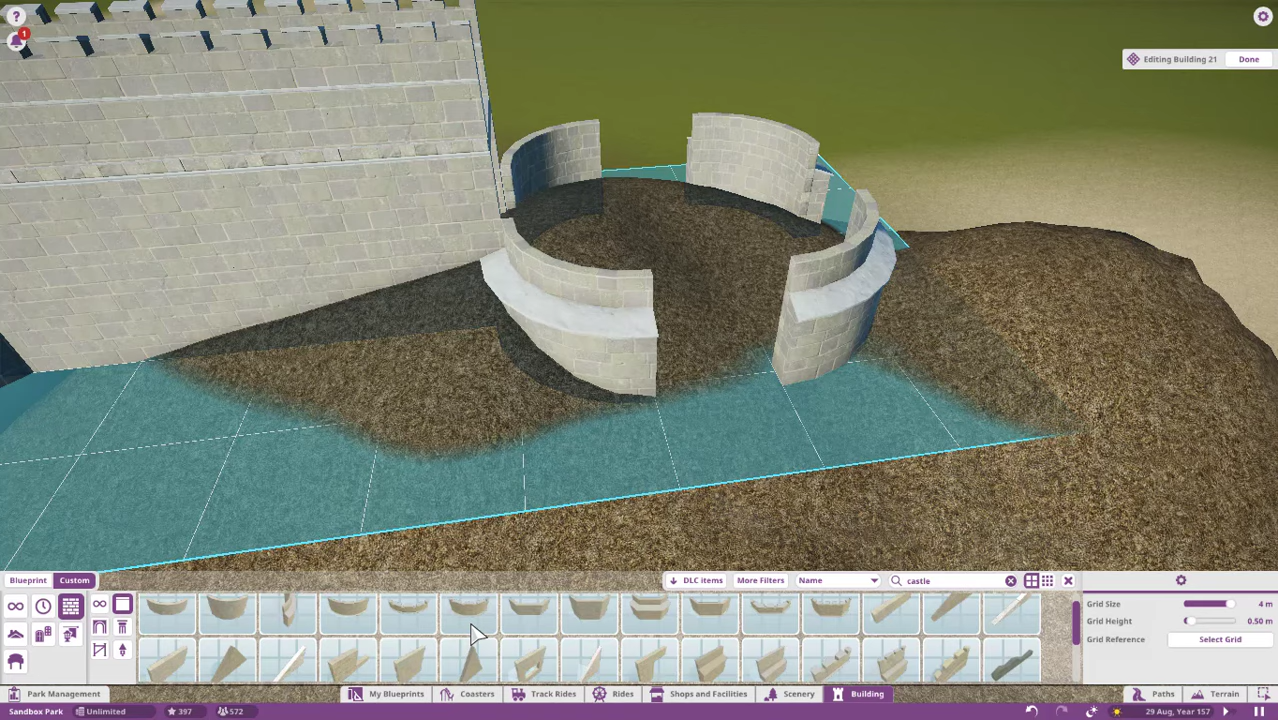 ?
1
Editing Building 21 Done
Blueprint Custom DLC items More Filters Name castle
Grid Size 4 m
Grid Height 0.50 m
Grid Reference Select Grid
Park Management My Blueprints Coasters Track Rides Rides Shops and Facilities Scenery Building Paths Terrain
Sandbox Park Unlimited 397 572 29 Aug, Year 157